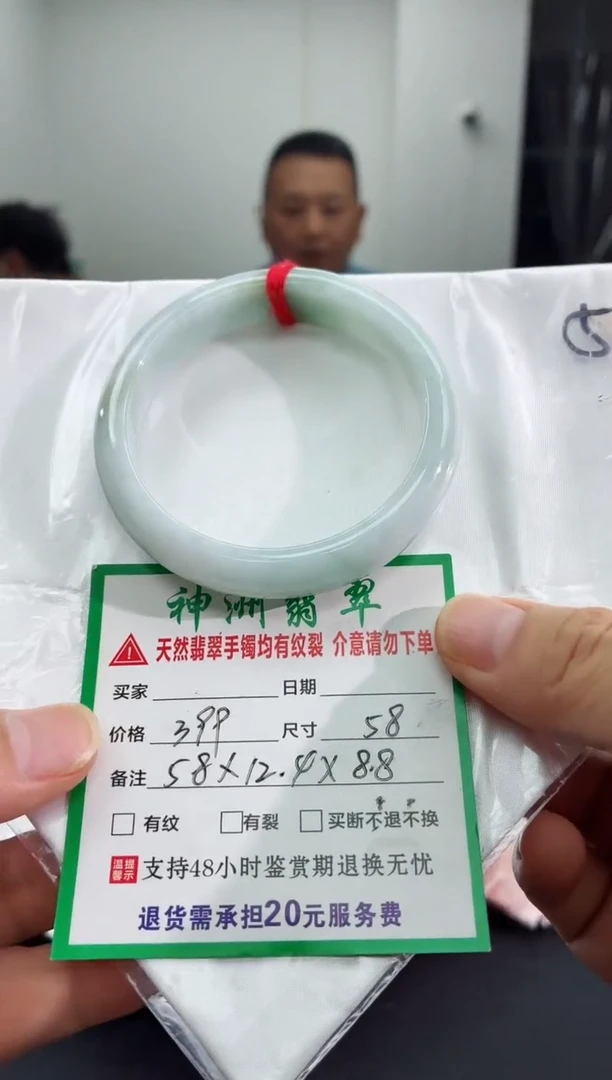 神洲翡翠
天然翡翠手镯均有纹裂 介意请勿下单
买家 日期
价格 399 尺寸 58
备注 58×12.4×8.8
有纹 有裂 买断不退不换
温馨提示 支持48小时鉴赏期退换无忧
退货需承担20元服务费